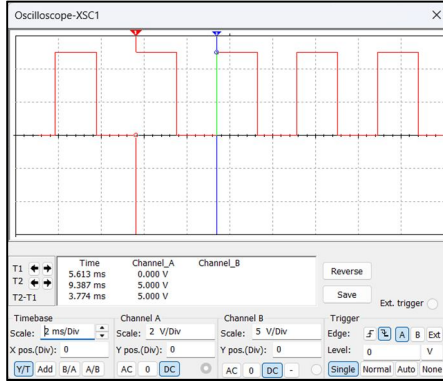 Oscilloscope-XSC1
Time Channel_A Channel_B
T1 5.613 ms 0.000 V
T2 9.387 ms 5.000 V
T2-T1 3.774 ms 5.000 V
Reverse
Save
Ext. trigger
Timebase
Scale: 2 ms/Div
X pos.(Div): 0
Y/T Add B/A A/B
Channel A
Scale: 2 V/Div
Y pos.(Div): 0
AC 0 DC
Channel B
Scale: 5 V/Div
Y pos.(Div): 0
AC 0 DC -
Trigger
Edge: A B Ext
Level: 0 V
Single Normal Auto None